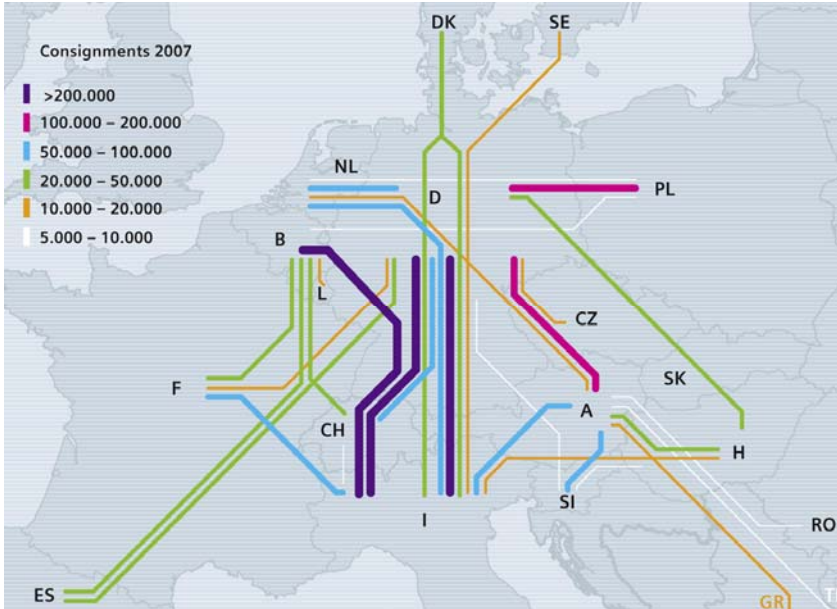 DK
SE
Consignments 2007
>200.000
100.000 – 200.000
50.000 – 100.000
20.000 – 50.000
10.000 – 20.000
5.000 – 10.000
NL
D
PL
B
L
CZ
F
SK
A
CH
H
SI
I
RO
ES
GR
T